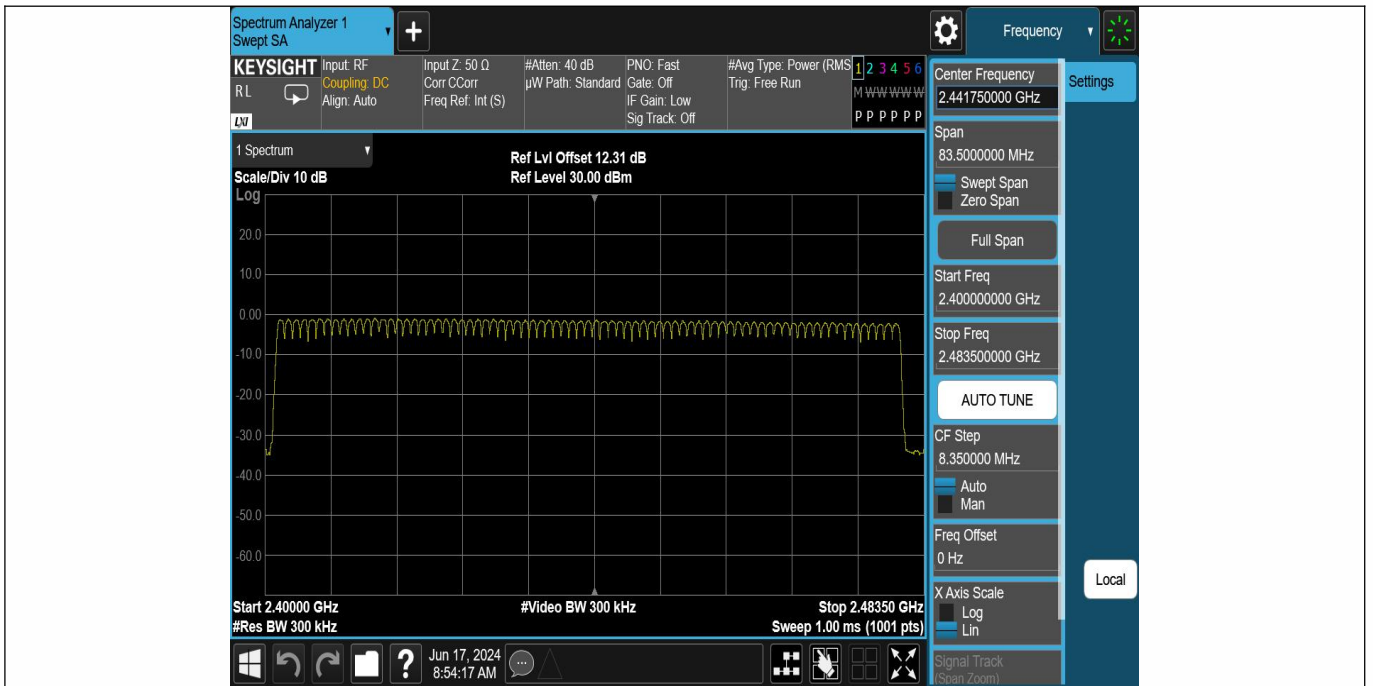 Spectrum Analyzer 1
Swept SA
+
Frequency
KEYSIGHT
RL
LXI
Input: RF
Coupling: DC
Align: Auto
Input Z: 50 Ω
Corr CCorr
Freq Ref: Int (S)
#Atten: 40 dB
µW Path: Standard
PNO: Fast
Gate: Off
IF Gain: Low
Sig Track: Off
#Avg Type: Power (RMS
Trig: Free Run
1 2 3 4 5 6
M W W W W W
P P P P P P
1 Spectrum
Scale/Div 10 dB
Log
Ref Lvl Offset 12.31 dB
Ref Level 30.00 dBm
20.0
10.0
0.00
-10.0
-20.0
-30.0
-40.0
-50.0
-60.0
Start 2.40000 GHz
#Res BW 300 kHz
#Video BW 300 kHz
Stop 2.48350 GHz
Sweep 1.00 ms (1001 pts)
Center Frequency
2.441750000 GHz
Settings
Span
83.5000000 MHz
Swept Span
Zero Span
Full Span
Start Freq
2.400000000 GHz
Stop Freq
2.483500000 GHz
AUTO TUNE
CF Step
8.350000 MHz
Auto
Man
Freq Offset
0 Hz
X Axis Scale
Log
Lin
Signal Track
(Span Zoom)
Local
?
Jun 17, 2024
8:54:17 AM